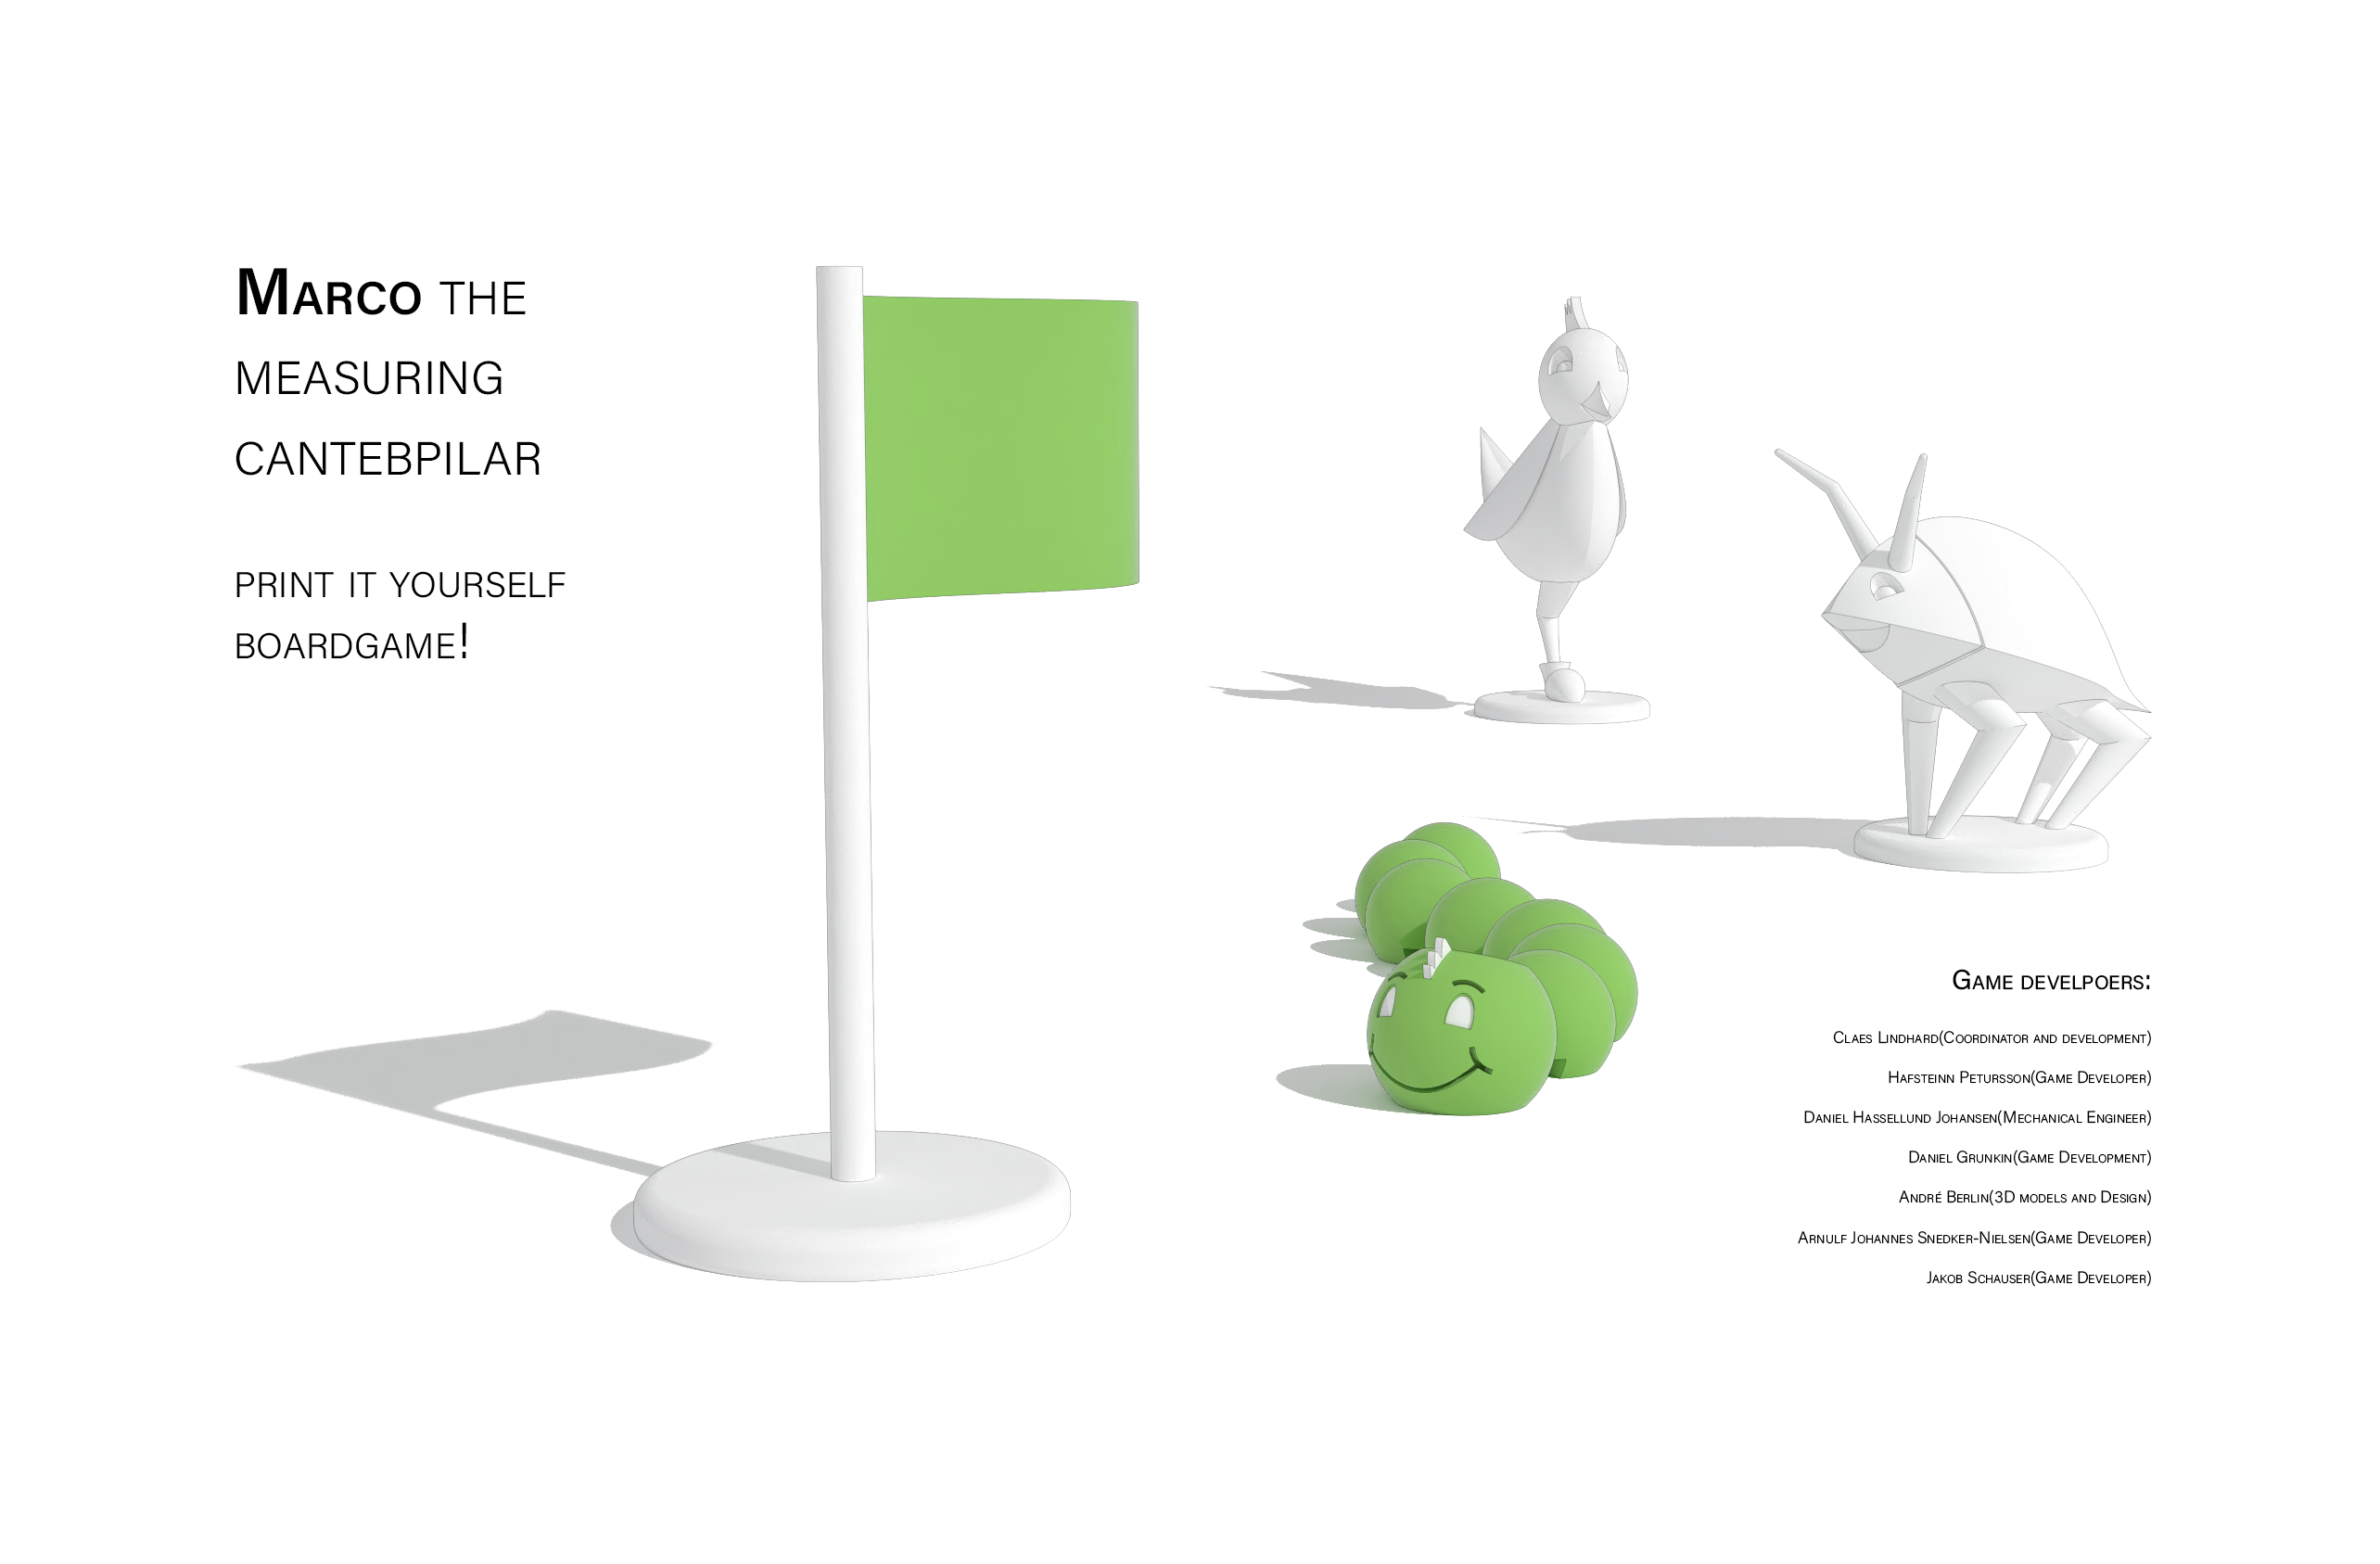 Marco the
measuring
cantebpilar
print it yourself
boardgame!
Game develpoers:
Claes Lindhard(Coordinator and development)
Hafsteinn Petursson(Game Developer)
Daniel Hassellund Johansen(Mechanical Engineer)
Daniel Grunkin(Game Development)
André Berlin(3D models and Design)
Arnulf Johannes Snedker-Nielsen(Game Developer)
Jakob Schauser(Game Developer)